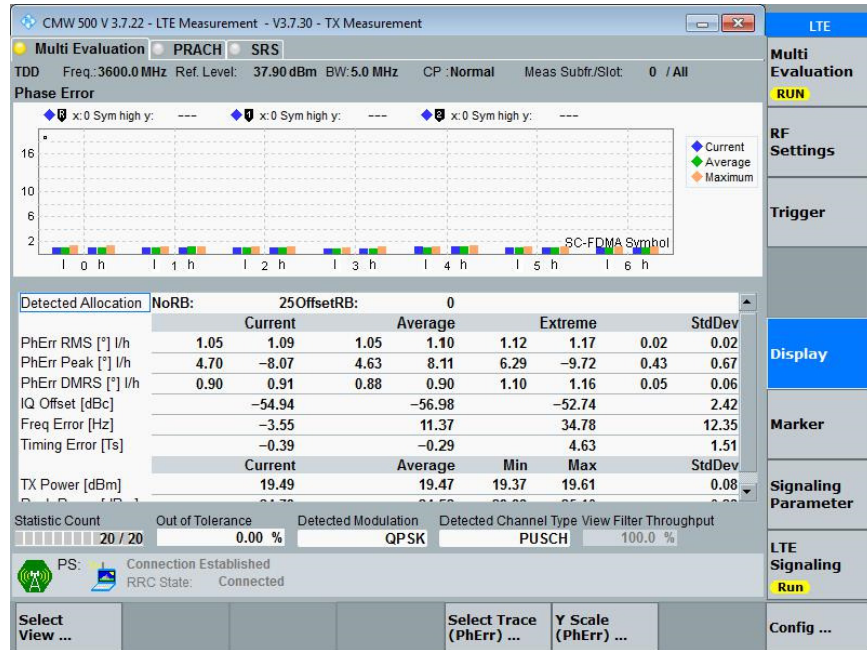 CMW 500 V 3.7.22 - LTE Measurement - V3.7.30 - TX Measurement
LTE
Multi Evaluation PRACH SRS
TDD Freq.: 3600.0 MHz Ref. Level: 37.90 dBm BW: 5.0 MHz CP : Normal Meas Subfr./Slot: 0 / All
Multi Evaluation
RUN
Phase Error
R x: 0 Sym high y: --- 1 x: 0 Sym high y: --- 2 x: 0 Sym high y: ---
16
10
6
2
Current
Average
Maximum
SC-FDMA Symbol
l 0 h l 1 h l 2 h l 3 h l 4 h l 5 h l 6 h
RF Settings
Trigger
Detected Allocation NoRB: 25 OffsetRB: 0
Current Average Extreme StdDev
PhErr RMS [°] l/h 1.05 1.09 1.05 1.10 1.12 1.17 0.02 0.02
PhErr Peak [°] l/h 4.70 −8.07 4.63 8.11 6.29 −9.72 0.43 0.67
PhErr DMRS [°] l/h 0.90 0.91 0.88 0.90 1.10 1.16 0.05 0.06
IQ Offset [dBc] −54.94 −56.98 −52.74 2.42
Freq Error [Hz] −3.55 11.37 34.78 12.35
Timing Error [Ts] −0.39 −0.29 4.63 1.51
Current Average Min Max StdDev
TX Power [dBm] 19.49 19.47 19.37 19.61 0.08
Display
Marker
Signaling Parameter
Statistic Count Out of Tolerance Detected Modulation Detected Channel Type View Filter Throughput
20 / 20 0.00 % QPSK PUSCH 100.0 %
PS: Connection Established
RRC State: Connected
LTE Signaling
Run
Select View ...
Select Trace (PhErr) ...
Y Scale (PhErr) ...
Config ...